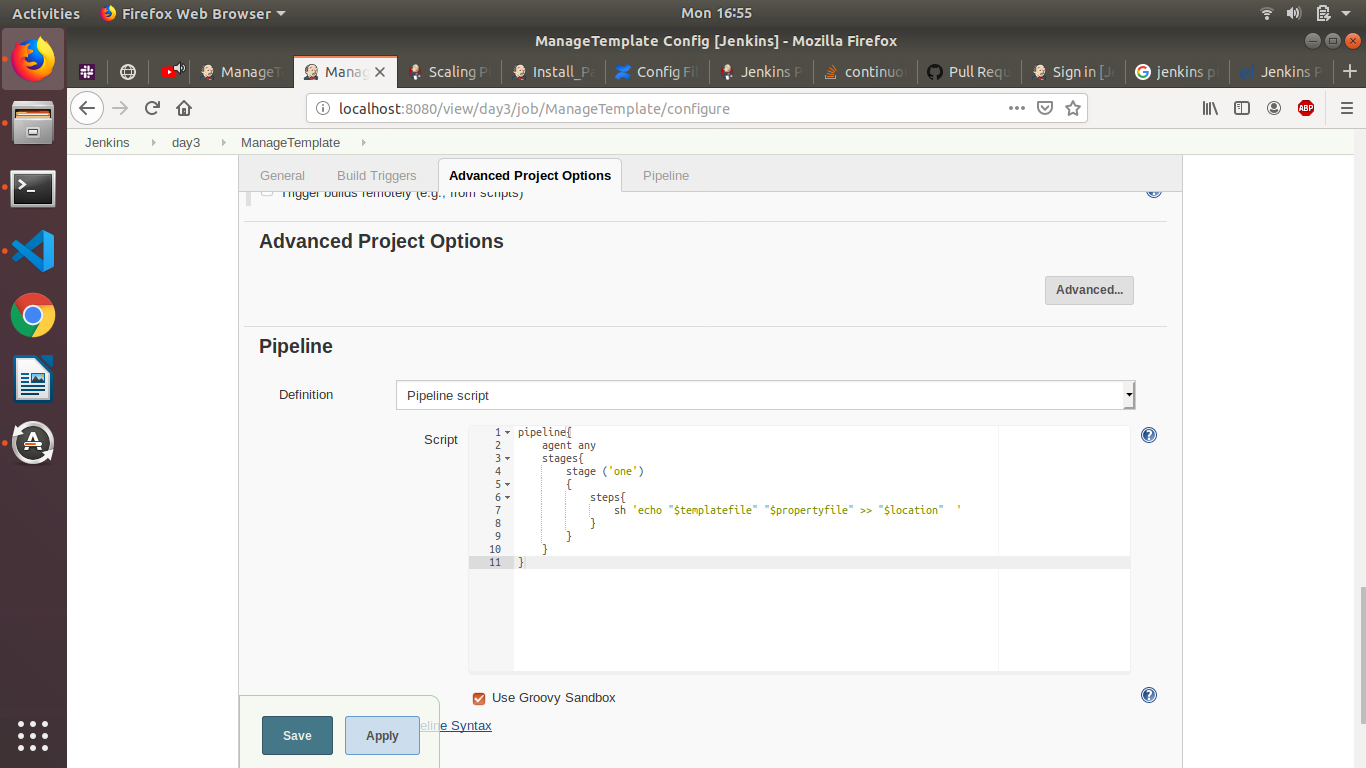 Activities Firefox Web Browser Mon 16:55
ManageTemplate Config [Jenkins] - Mozilla Firefox
ManageT Manag Scaling P Install_Pa Config Fil Jenkins P continuo Pull Requ Sign in [J jenkins pi Jenkins P
localhost:8080/view/day3/job/ManageTemplate/configure
ABP
Jenkins day3 ManageTemplate
General Build Triggers Advanced Project Options Pipeline
Trigger builds remotely (e.g., from scripts)
Advanced Project Options
Advanced...
Pipeline
Definition Pipeline script
Script
1 pipeline{
2 agent any
3 stages{
4 stage ('one')
5 {
6 steps{
7 sh 'echo "$templatefile" "$propertyfile" >> "$location"  '
8 }
9 }
10 }
11 }
Use Groovy Sandbox
eline Syntax
Save Apply